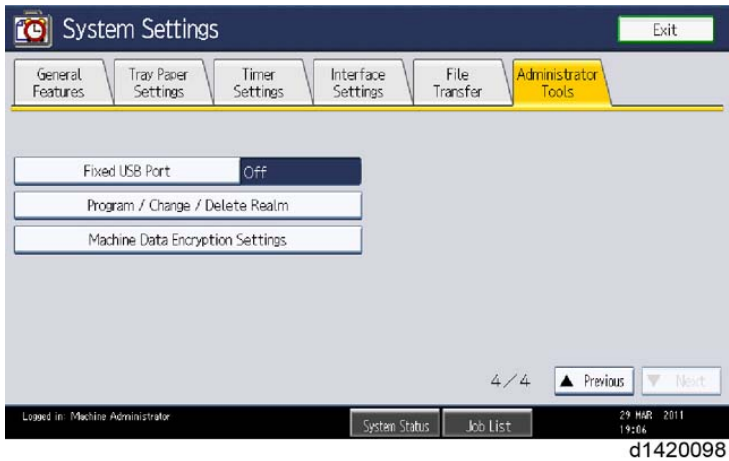 System Settings
Exit
General Features
Tray Paper Settings
Timer Settings
Interface Settings
File Transfer
Administrator Tools
Fixed USB Port
Off
Program / Change / Delete Realm
Machine Data Encryption Settings
4/4
▲ Previous
▼ Next
Logged in: Machine Administrator
System Status
Job List
29 MAR 2011
19:06
d1420098